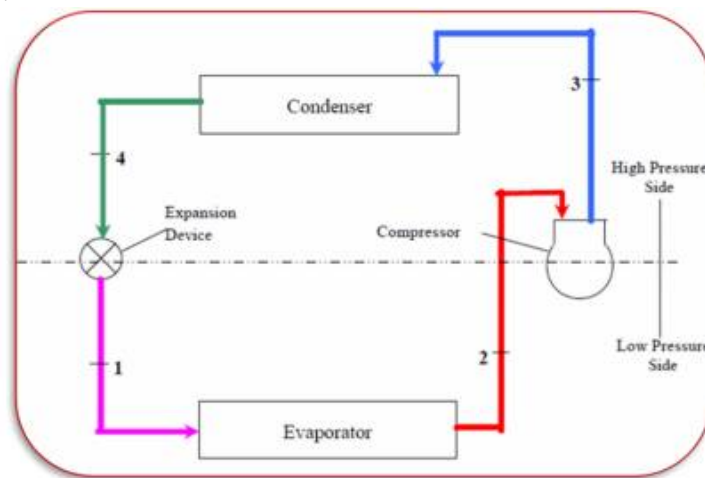 Condenser
3
4
High Pressure
Side
Expansion
Device
Compressor
1
2
Low Pressure
Side
Evaporator